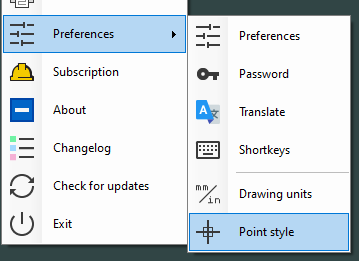 Preferences
Subscription
About
Changelog
Check for updates
Exit
Preferences
Password
Translate
Shortkeys
mm/in
Drawing units
Point style